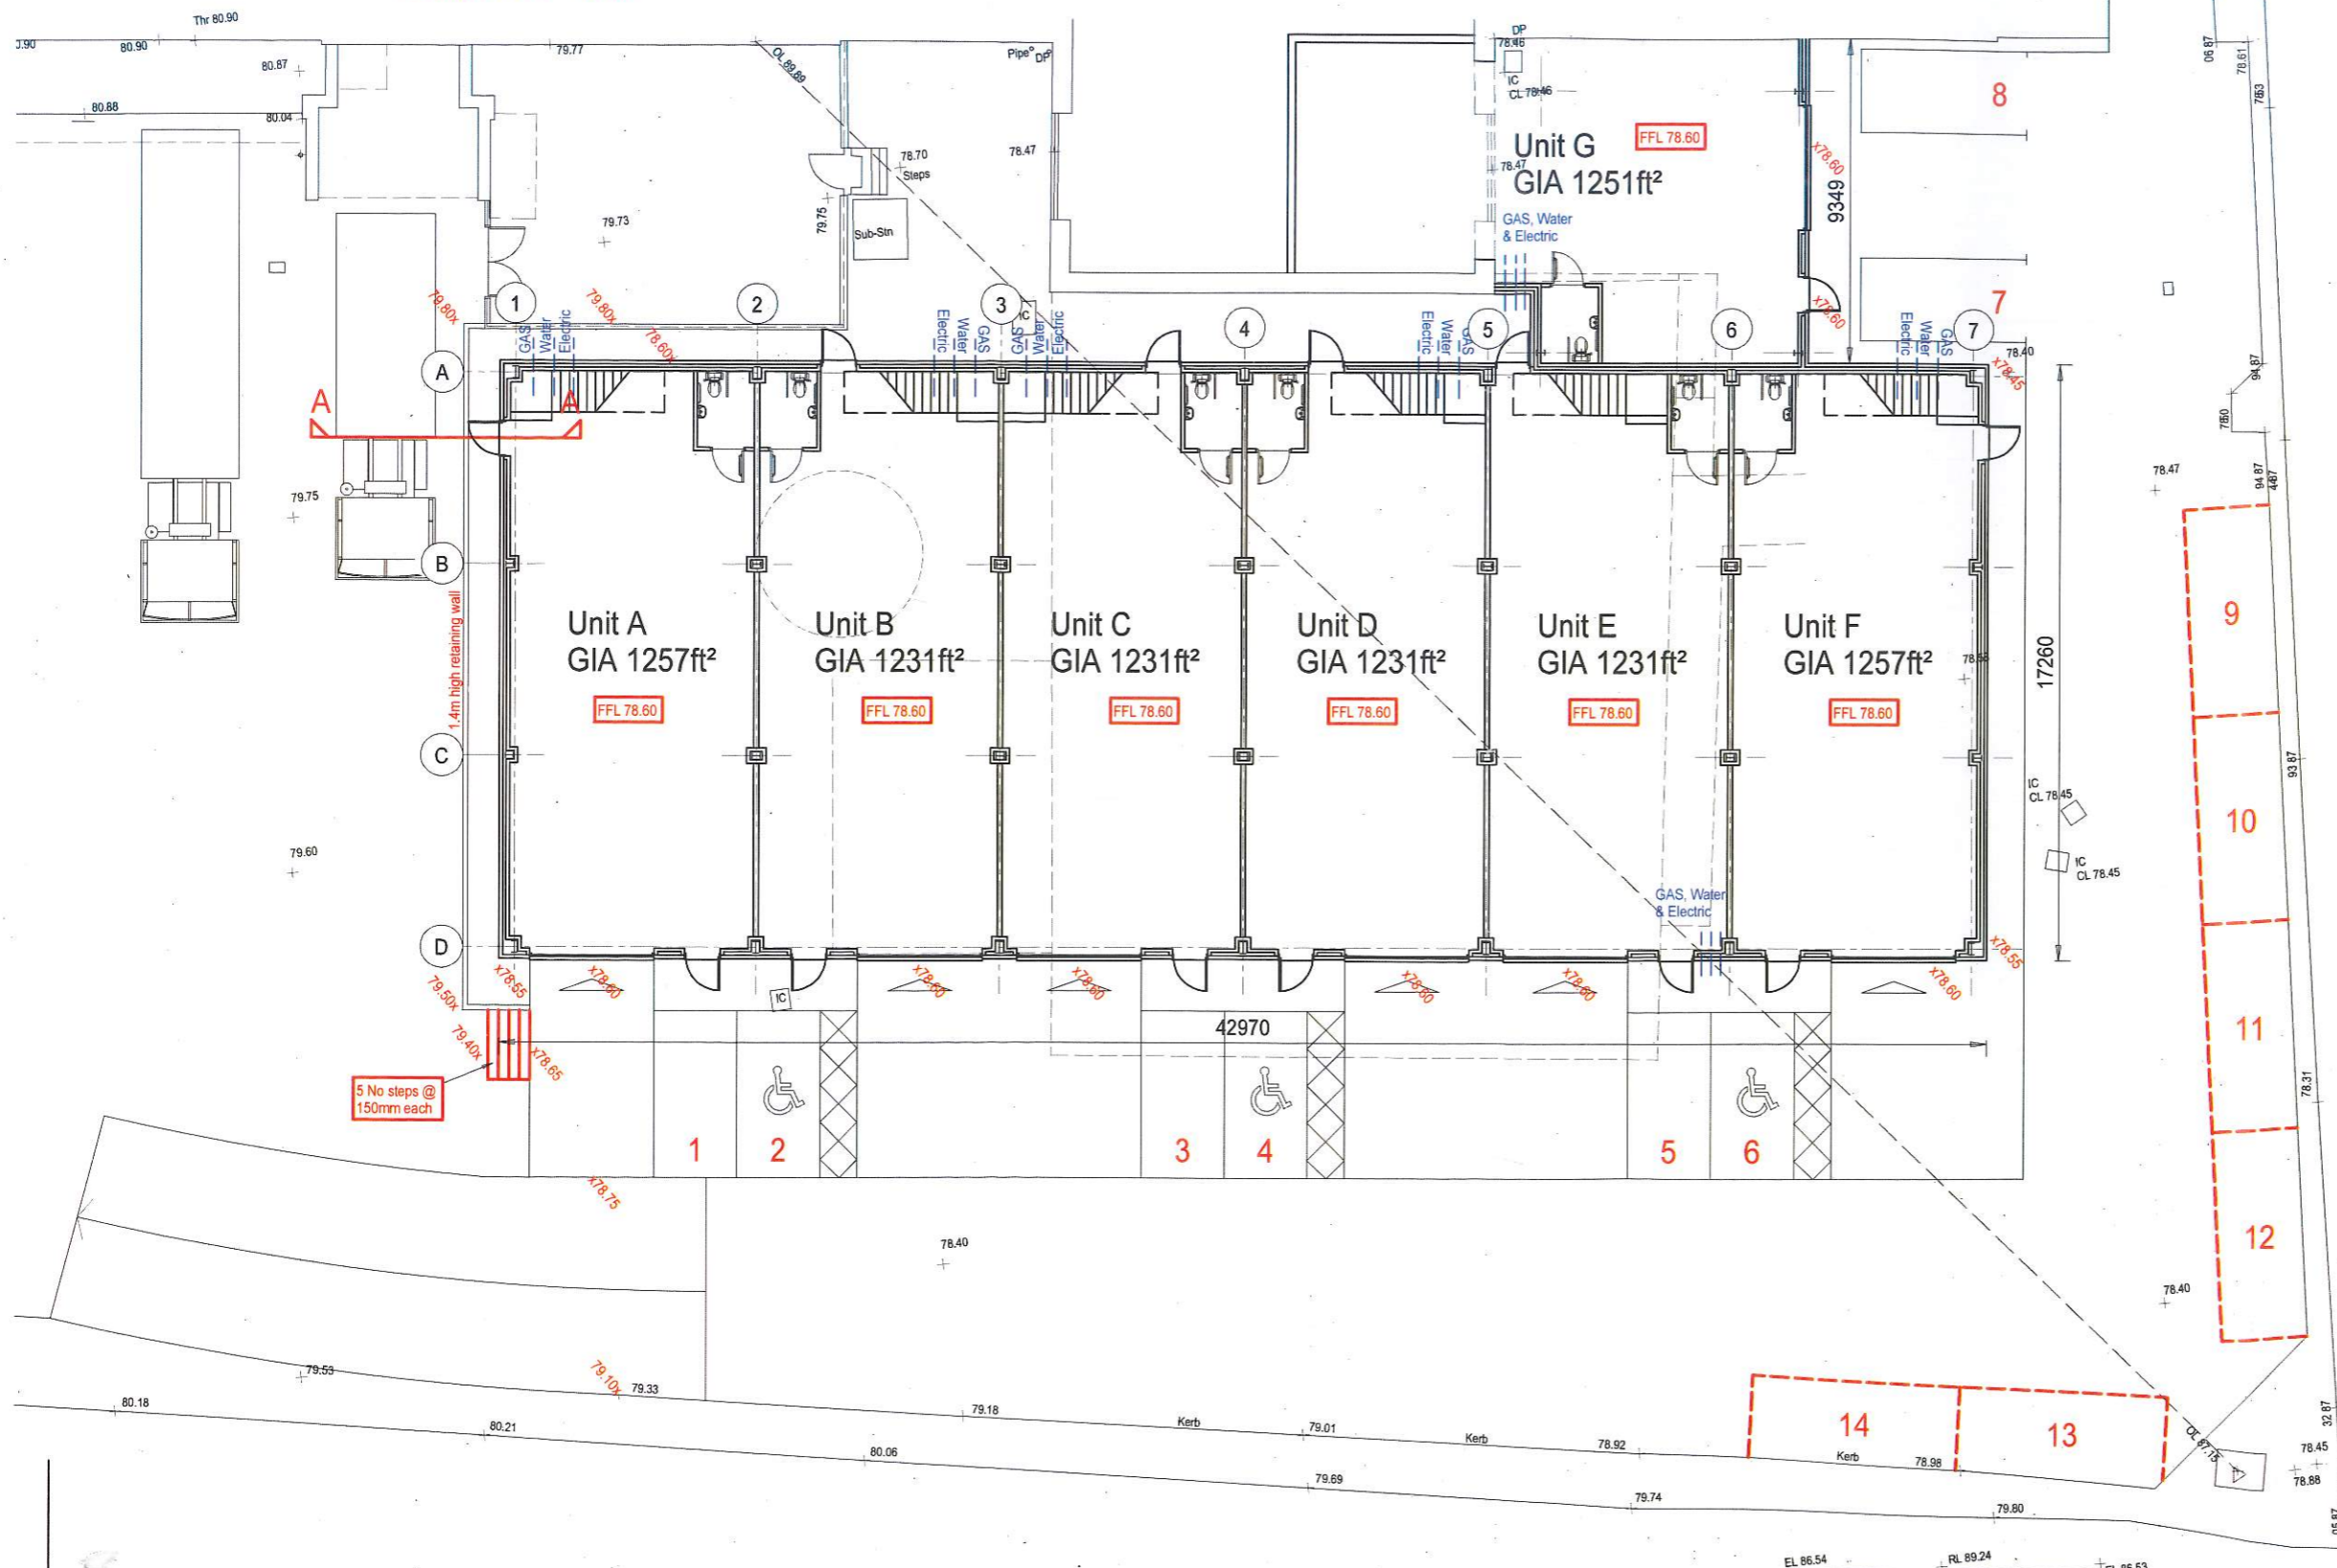 Thr 80.90
80.90
80.87
80.88
80.04
79.77
OL 89.89
Pipe DP
78.70
Steps
78.47
79.75
79.73
Sub-Stn
DP
78.46
IC
CL 78.46
Unit G
GIA 1251ft²
FFL 78.60
78.47
GAS, Water
& Electric
x78.60
9349
8
7
x78.60
78.61
79.80x
1
79.80x
78.60x
2
3
IC
4
5
6
7
GAS
Water
Electric
Electric
Water
GAS
GAS
Water
Electric
Electric
Water
GAS
Electric
Water
GAS
78.40
x78.45
A
A
A
B
C
D
79.75
79.60
1.4m high retaining wall
Unit A
GIA 1257ft²
FFL 78.60
Unit B
GIA 1231ft²
FFL 78.60
Unit C
GIA 1231ft²
FFL 78.60
Unit D
GIA 1231ft²
FFL 78.60
Unit E
GIA 1231ft²
FFL 78.60
Unit F
GIA 1257ft²
FFL 78.60
17260
78.47
9
10
11
12
IC
CL 78.45
IC
CL 78.45
GAS, Water
& Electric
79.50x
x78.55
x78.60
x78.60
x78.60
x78.60
x78.60
x78.60
x78.55
IC
42970
79.40x
x78.65
5 No steps @
150mm each
1
2
3
4
5
6
x78.75
78.40
78.40
78.31
79.53
79.10x
79.33
79.18
Kerb
79.01
Kerb
78.92
Kerb
78.98
14
13
OL 87.15
78.45
78.88
80.18
80.21
80.06
79.69
79.74
79.80
EL 86.54
RL 89.24